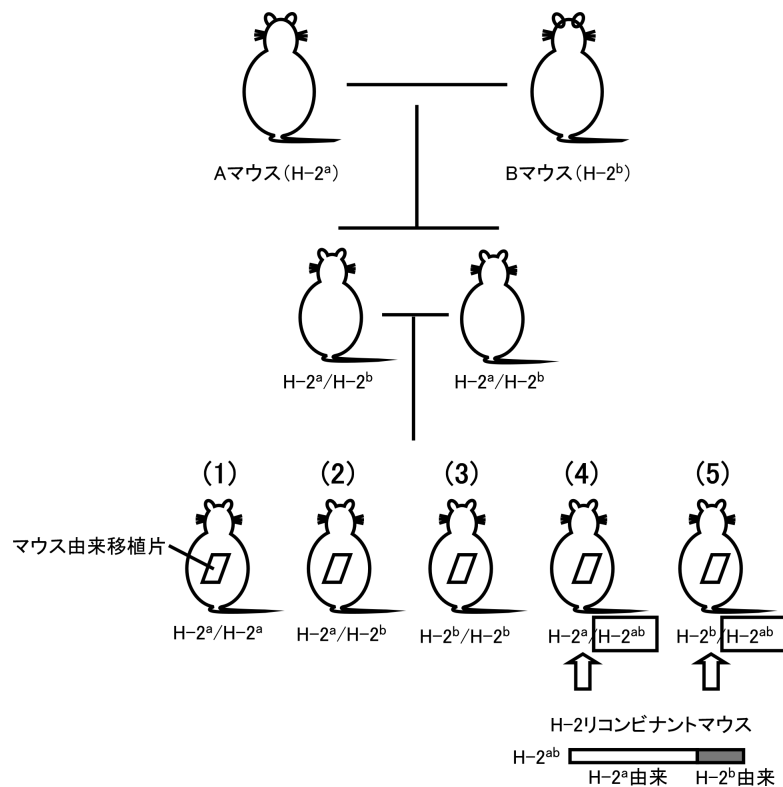 Aマウス（H-2ᵃ） Bマウス（H-2ᵇ）
H-2ᵃ/H-2ᵇ H-2ᵃ/H-2ᵇ
(1) (2) (3) (4) (5)
マウス由来移植片
H-2ᵃ/H-2ᵃ H-2ᵃ/H-2ᵇ H-2ᵇ/H-2ᵇ H-2ᵃ/H-2ᵃᵇ H-2ᵇ/H-2ᵃᵇ
H-2リコンビナントマウス
H-2ᵃᵇ
H-2ᵃ由来 H-2ᵇ由来